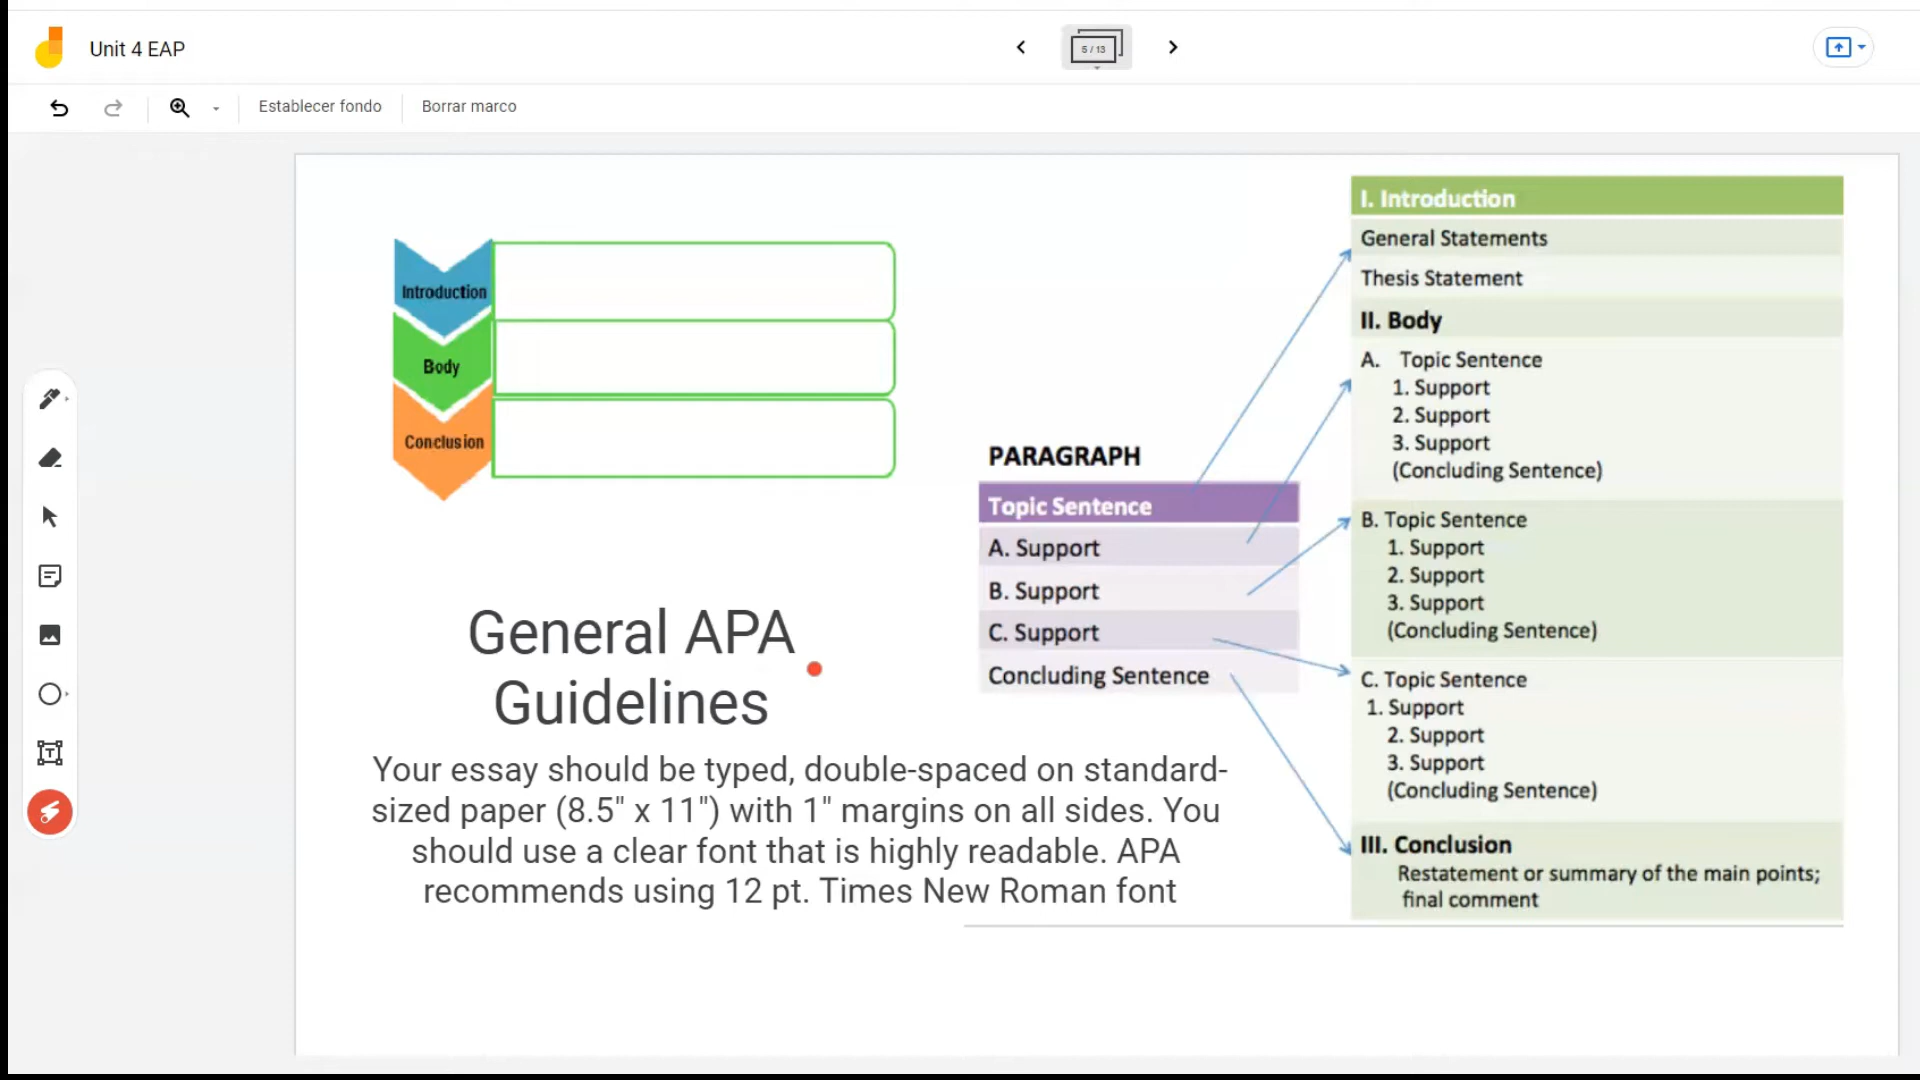 Unit 4 EAP
5 / 13
Establecer fondo
Borrar marco
Introduction
Body
Conclusion
General APA
Guidelines
Your essay should be typed, double-spaced on standard-
sized paper (8.5" x 11") with 1" margins on all sides. You
should use a clear font that is highly readable. APA
recommends using 12 pt. Times New Roman font
PARAGRAPH
Topic Sentence
A. Support
B. Support
C. Support
Concluding Sentence
I. Introduction
General Statements
Thesis Statement
II. Body
A. Topic Sentence
1. Support
2. Support
3. Support
(Concluding Sentence)
B. Topic Sentence
1. Support
2. Support
3. Support
(Concluding Sentence)
C. Topic Sentence
1. Support
2. Support
3. Support
(Concluding Sentence)
III. Conclusion
Restatement or summary of the main points;
final comment